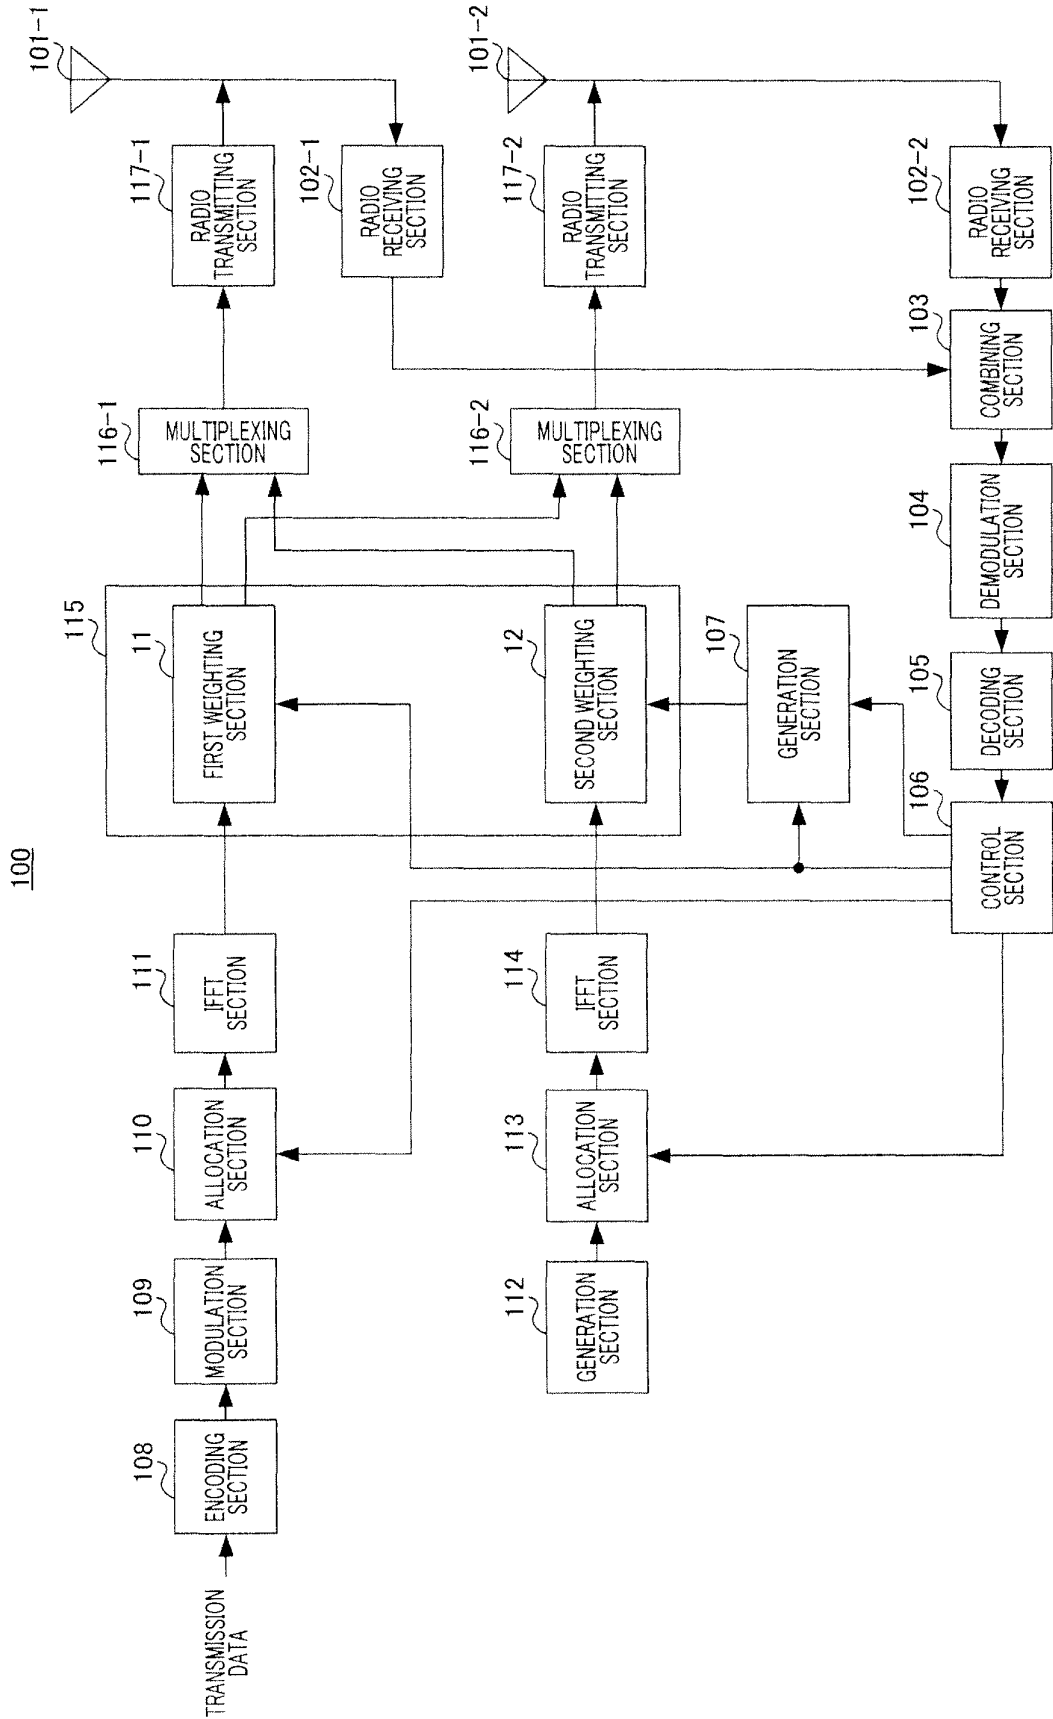 100
TRANSMISSION
DATA
108
ENCODING
SECTION
109
MODULATION
SECTION
110
ALLOCATION
SECTION
111
IFFT
SECTION
115
11
FIRST WEIGHTING
SECTION
116-1
MULTIPLEXING
SECTION
117-1
RADIO
TRANSMITTING
SECTION
101-1
102-1
RADIO
RECEIVING
SECTION
112
GENERATION
SECTION
113
ALLOCATION
SECTION
114
IFFT
SECTION
12
SECOND WEIGHTING
SECTION
116-2
MULTIPLEXING
SECTION
117-2
RADIO
TRANSMITTING
SECTION
101-2
107
GENERATION
SECTION
106
CONTROL
SECTION
105
DECODING
SECTION
104
DEMODULATION
SECTION
103
COMBINING
SECTION
102-2
RADIO
RECEIVING
SECTION